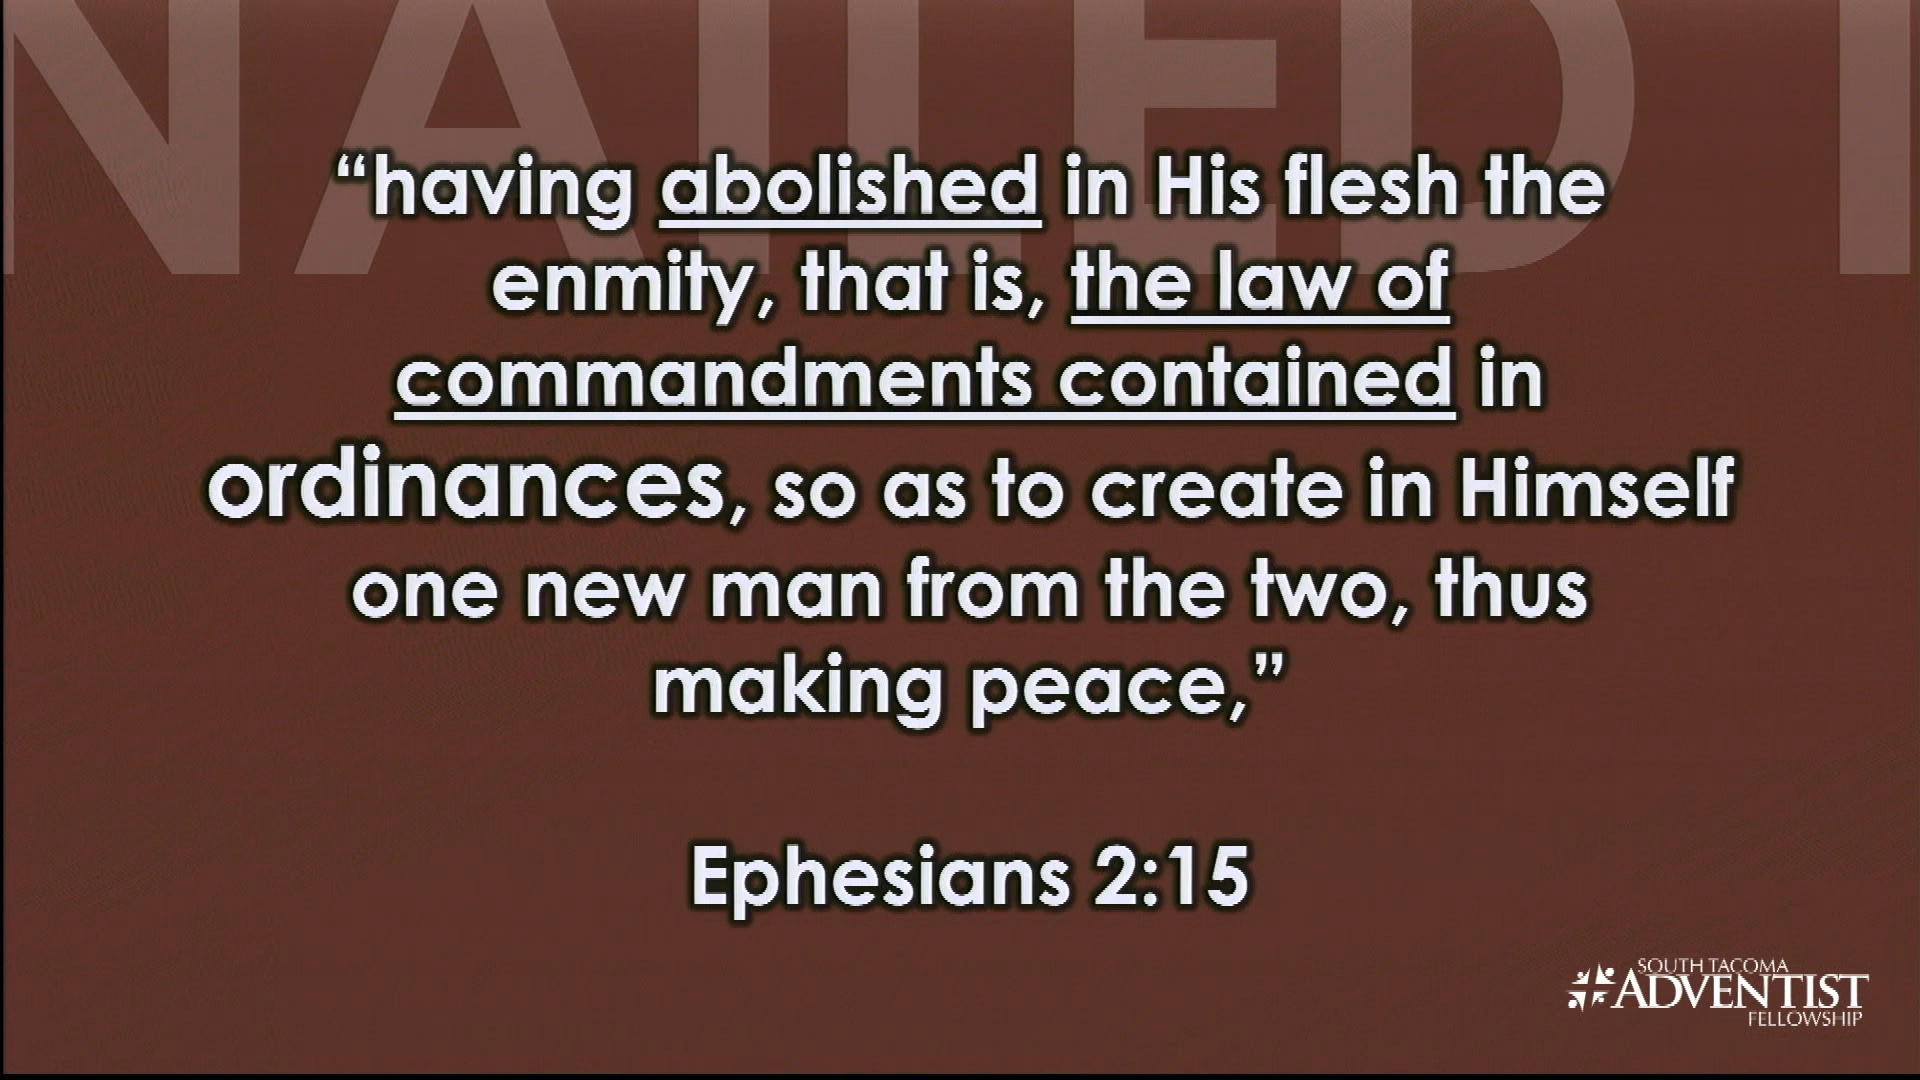 NAILED
“having abolished in His flesh the
enmity, that is, the law of
commandments contained in
ordinances, so as to create in Himself
one new man from the two, thus
making peace,”
Ephesians 2:15
SOUTH TACOMA
ADVENTIST
FELLOWSHIP